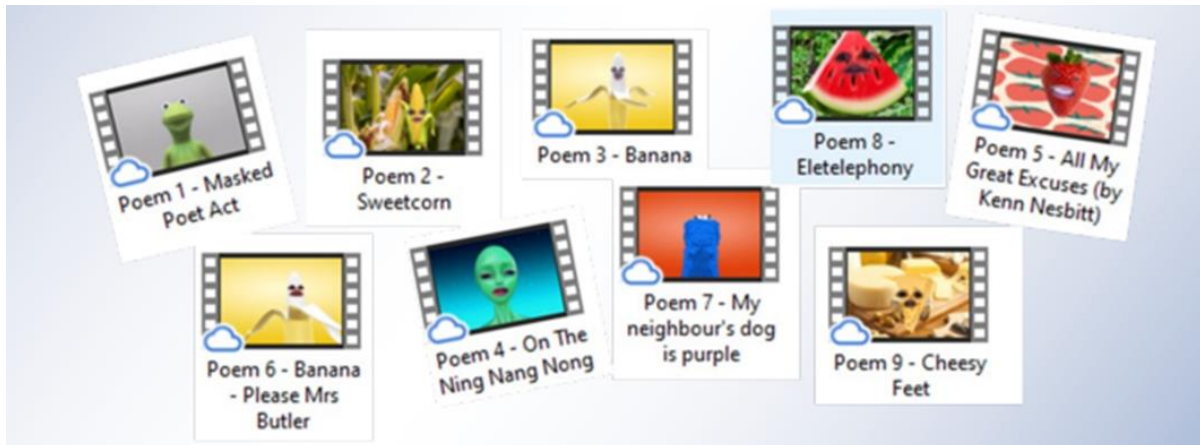 Poem 1 - Masked
Poet Act
Poem 2 -
Sweetcorn
Poem 3 - Banana
Poem 8 -
Eletelephony
Poem 5 - All My
Great Excuses (by
Kenn Nesbitt)
Poem 6 - Banana
- Please Mrs
Butler
Poem 4 - On The
Ning Nang Nong
Poem 7 - My
neighbour's dog
is purple
Poem 9 - Cheesy
Feet